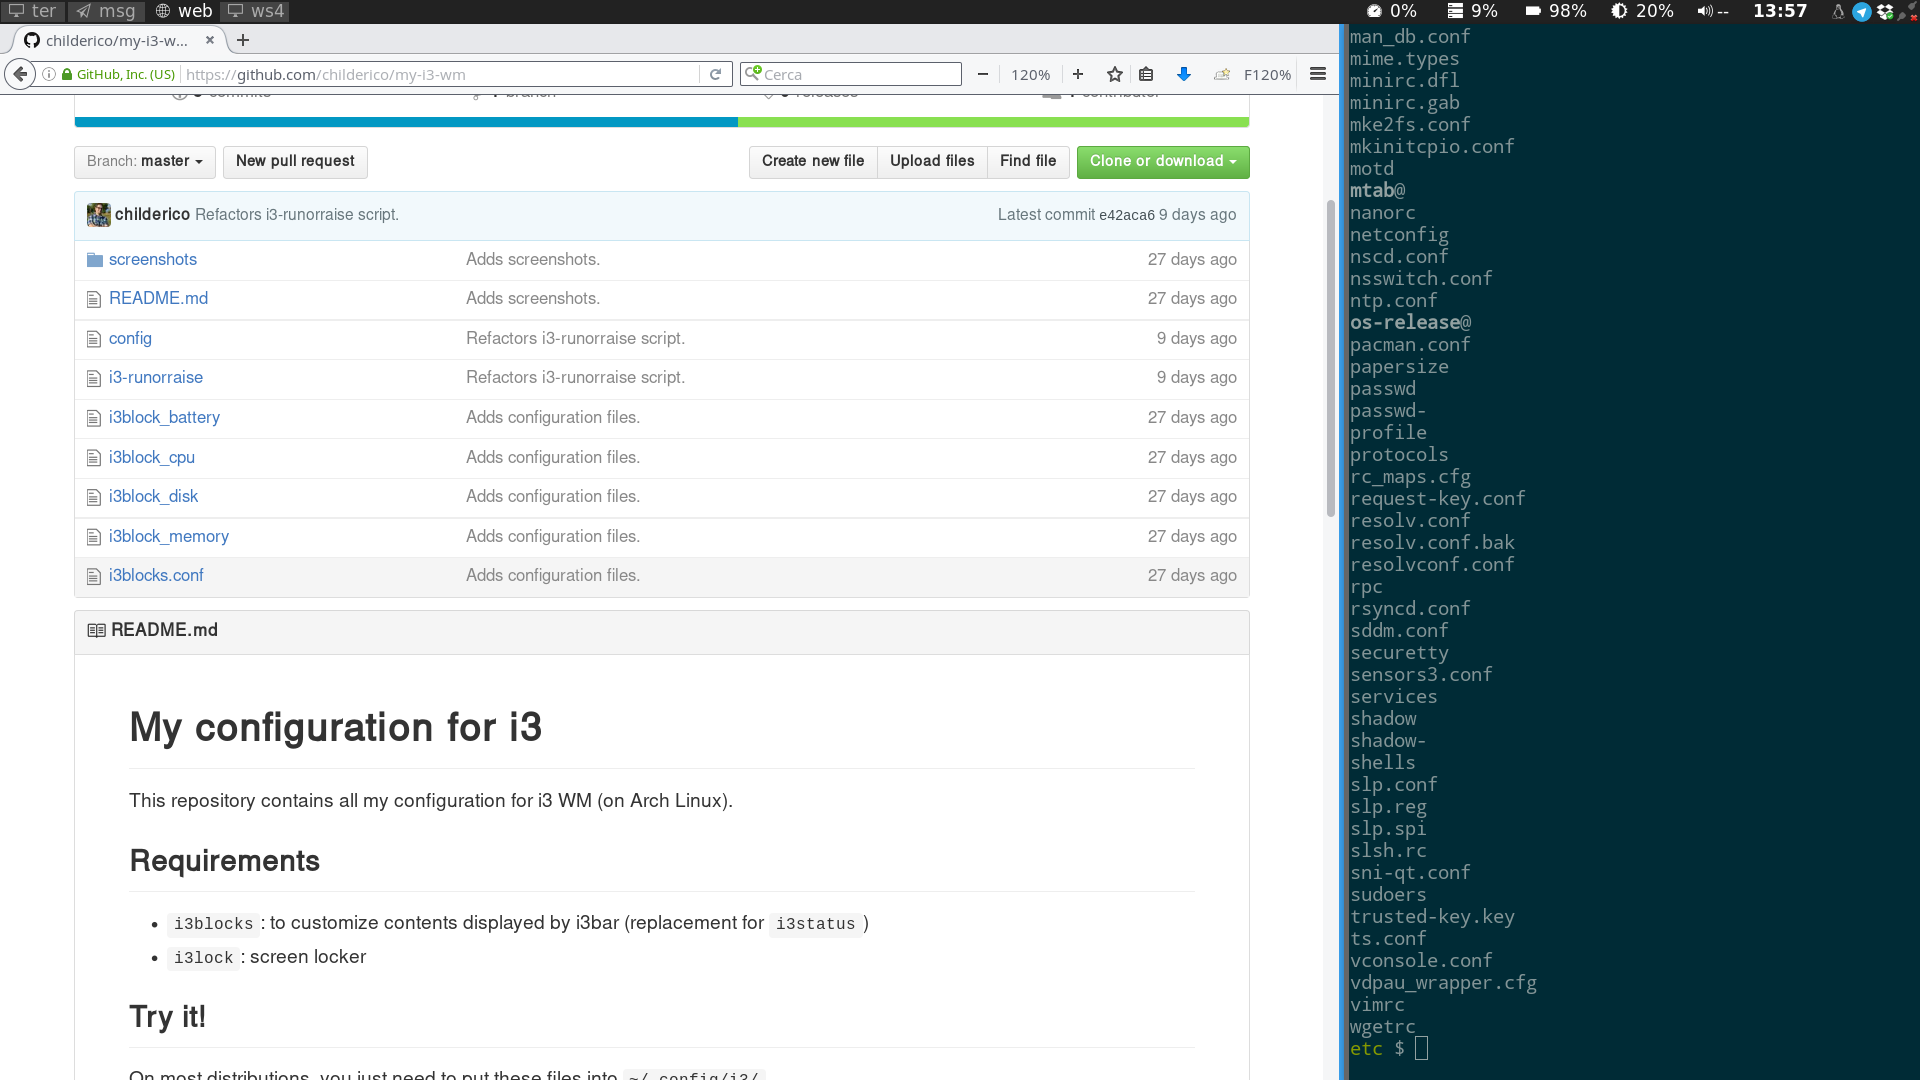 ter msg web ws4 0% 9% 98% 20% -- 13:57
childerico/my-i3-w...
GitHub, Inc. (US) https://github.com/childerico/my-i3-wm Cerca 120% F120%
commits branch releases contributor
Branch: master New pull request Create new file Upload files Find file Clone or download
childerico Refactors i3-runorraise script. Latest commit e42aca6 9 days ago
screenshots Adds screenshots. 27 days ago
README.md Adds screenshots. 27 days ago
config Refactors i3-runorraise script. 9 days ago
i3-runorraise Refactors i3-runorraise script. 9 days ago
i3block_battery Adds configuration files. 27 days ago
i3block_cpu Adds configuration files. 27 days ago
i3block_disk Adds configuration files. 27 days ago
i3block_memory Adds configuration files. 27 days ago
i3blocks.conf Adds configuration files. 27 days ago
README.md
My configuration for i3
This repository contains all my configuration for i3 WM (on Arch Linux).
Requirements
• i3blocks : to customize contents displayed by i3bar (replacement for i3status )
• i3lock : screen locker
Try it!
On most distributions, you just need to put these files into ~/.config/i3/
man_db.conf
mime.types
minirc.dfl
minirc.gab
mke2fs.conf
mkinitcpio.conf
motd
mtab@
nanorc
netconfig
nscd.conf
nsswitch.conf
ntp.conf
os-release@
pacman.conf
papersize
passwd
passwd-
profile
protocols
rc_maps.cfg
request-key.conf
resolv.conf
resolv.conf.bak
resolvconf.conf
rpc
rsyncd.conf
sddm.conf
securetty
sensors3.conf
services
shadow
shadow-
shells
slp.conf
slp.reg
slp.spi
slsh.rc
sni-qt.conf
sudoers
trusted-key.key
ts.conf
vconsole.conf
vdpau_wrapper.cfg
vimrc
wgetrc
etc $